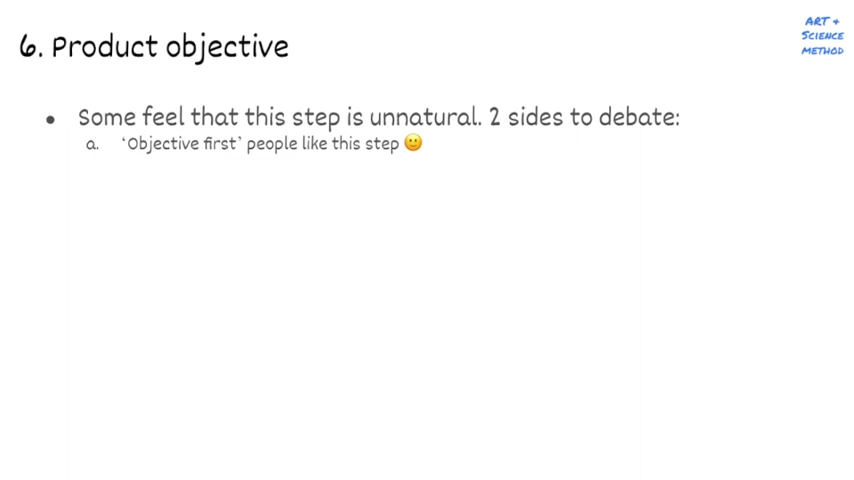 6. Product objective
ART +
SCIENCE
METHOD
● Some feel that this step is unnatural. 2 sides to debate:
a. ‘Objective first’ people like this step 🙂